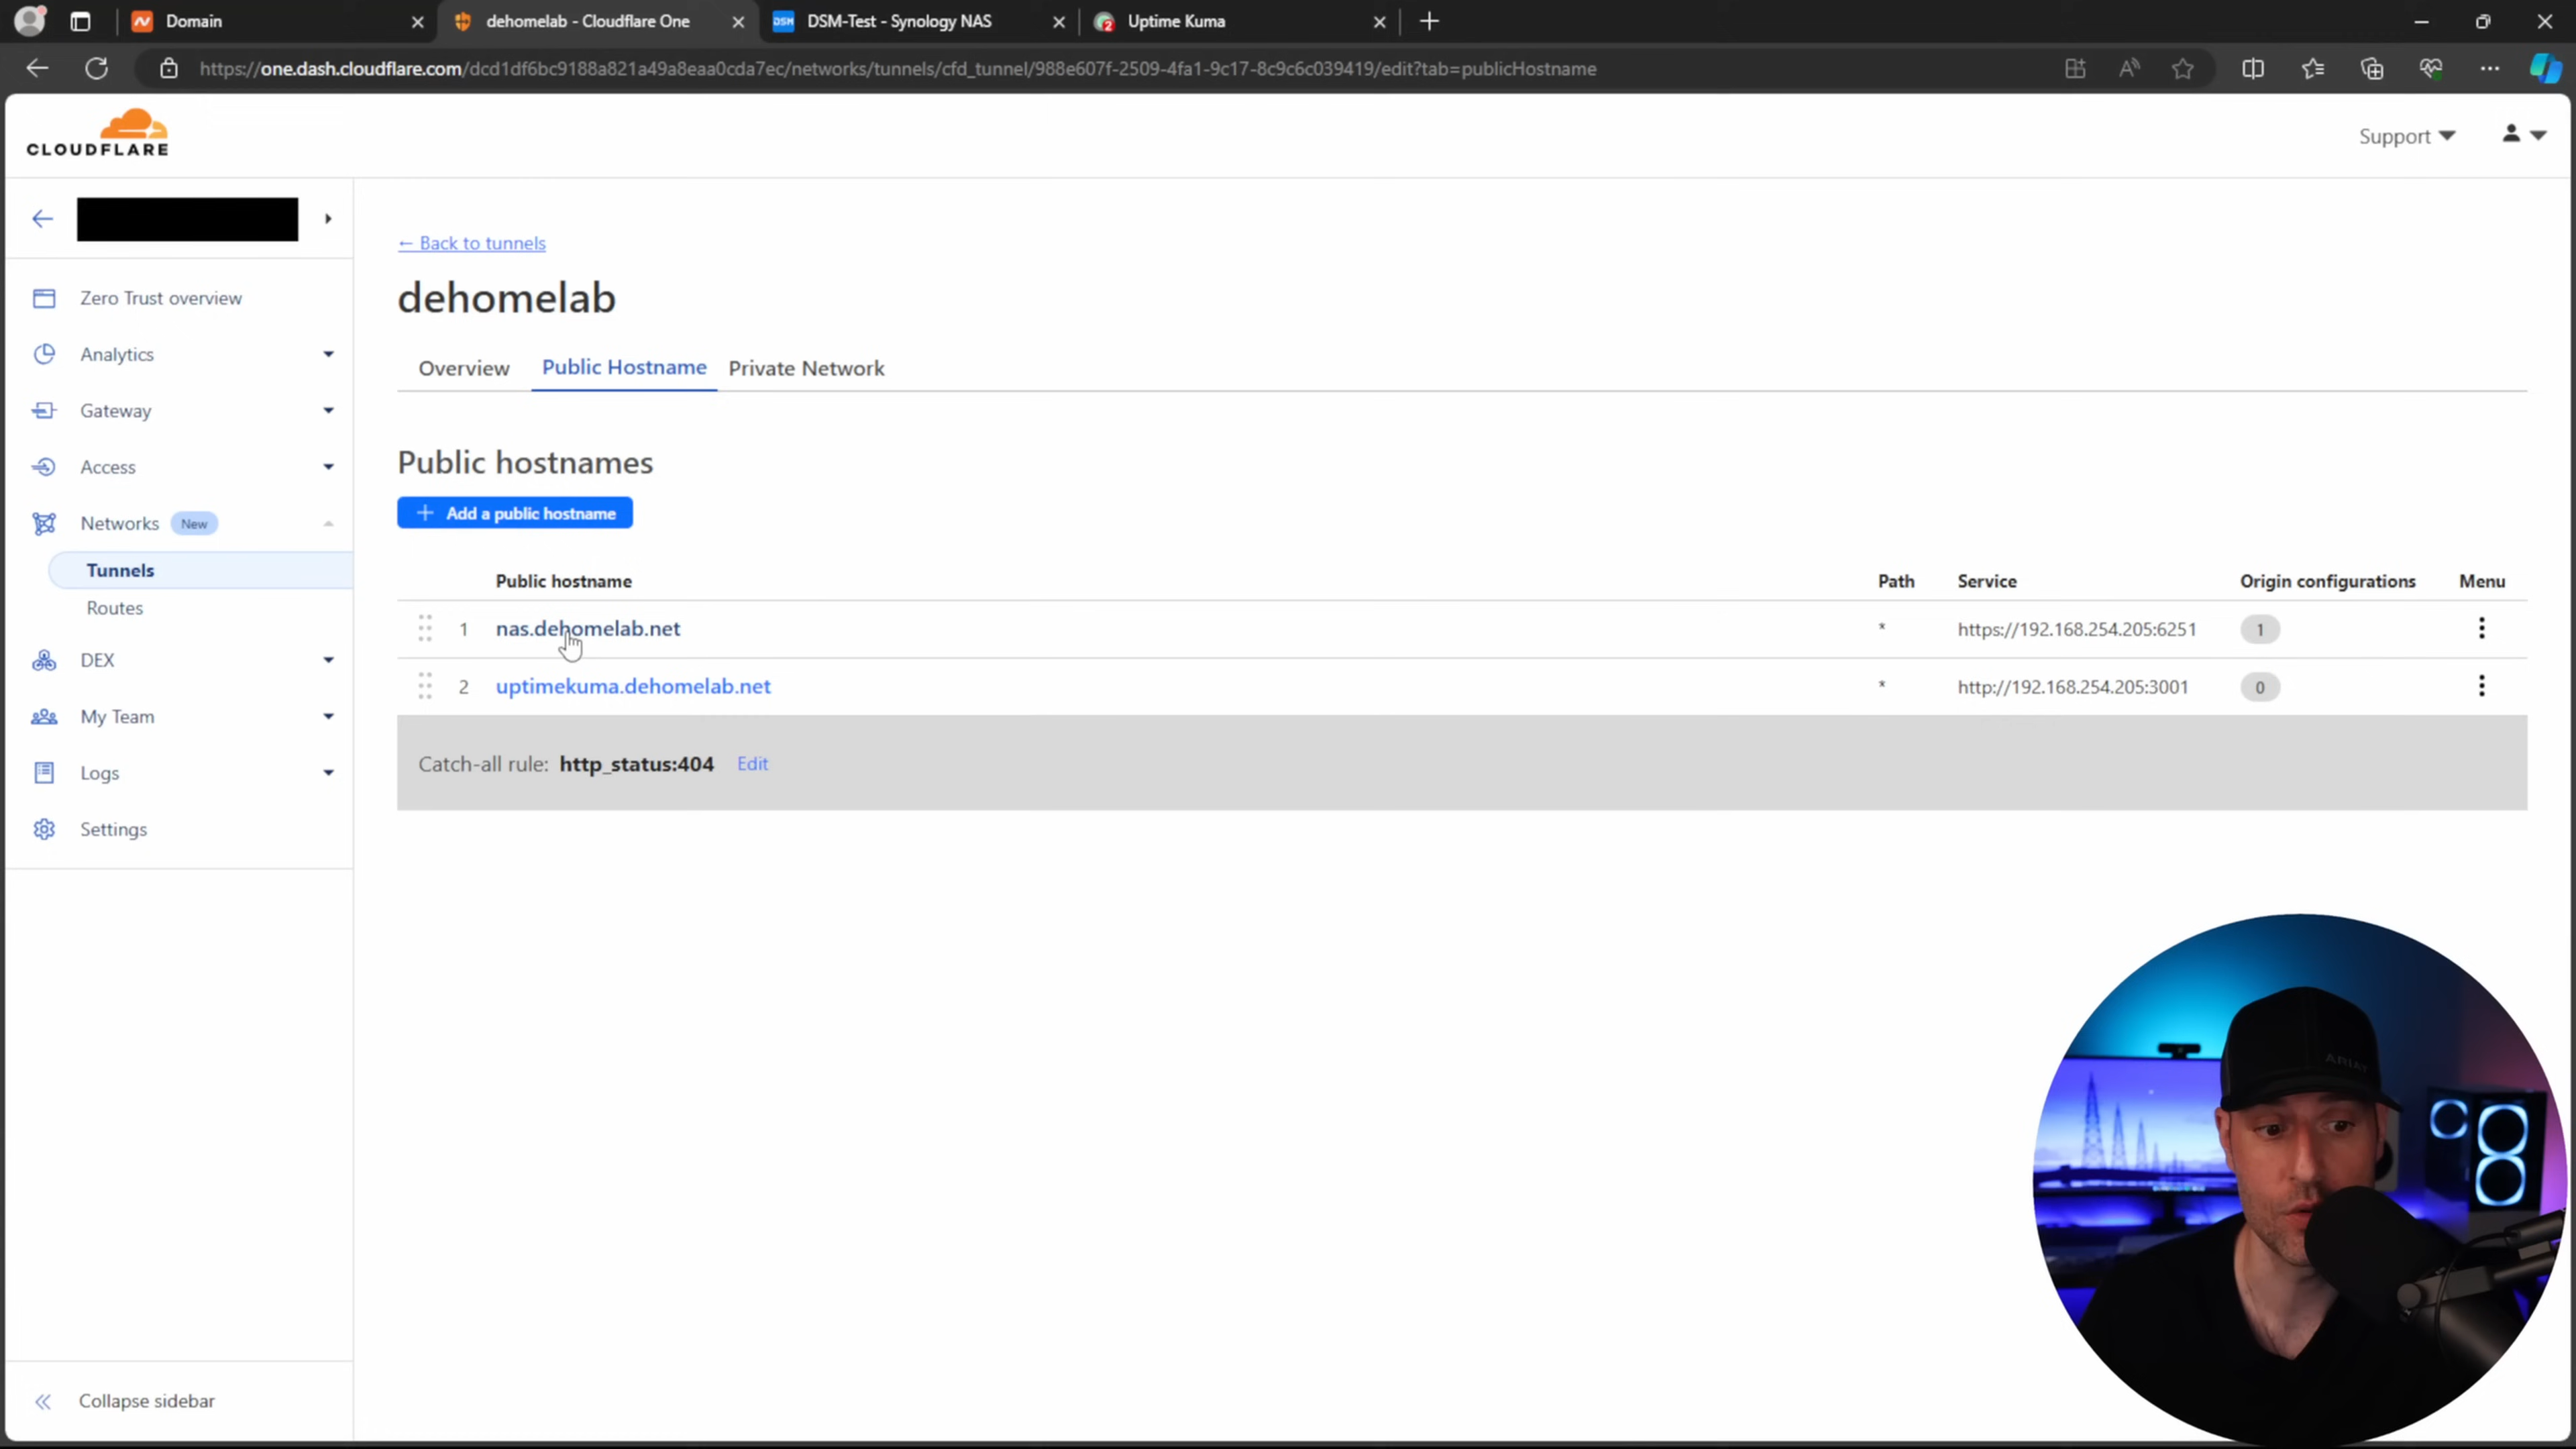 Domain
dehomelab - Cloudflare One
DSM-Test - Synology NAS
Uptime Kuma
https://one.dash.cloudflare.com/dcd1df6bc9188a821a49a8eaa0cda7ec/networks/tunnels/cfd_tunnel/988e607f-2509-4fa1-9c17-8c9c6c039419/edit?tab=publicHostname
CLOUDFLARE
Support
Zero Trust overview
Analytics
Gateway
Access
Networks New
Tunnels
Routes
DEX
My Team
Logs
Settings
Collapse sidebar
← Back to tunnels
dehomelab
Overview Public Hostname Private Network
Public hostnames
+ Add a public hostname
Public hostname Path Service Origin configurations Menu
1 nas.dehomelab.net * https://192.168.254.205:6251 1
2 uptimekuma.dehomelab.net * http://192.168.254.205:3001 0
Catch-all rule: http_status:404 Edit
ARIAT